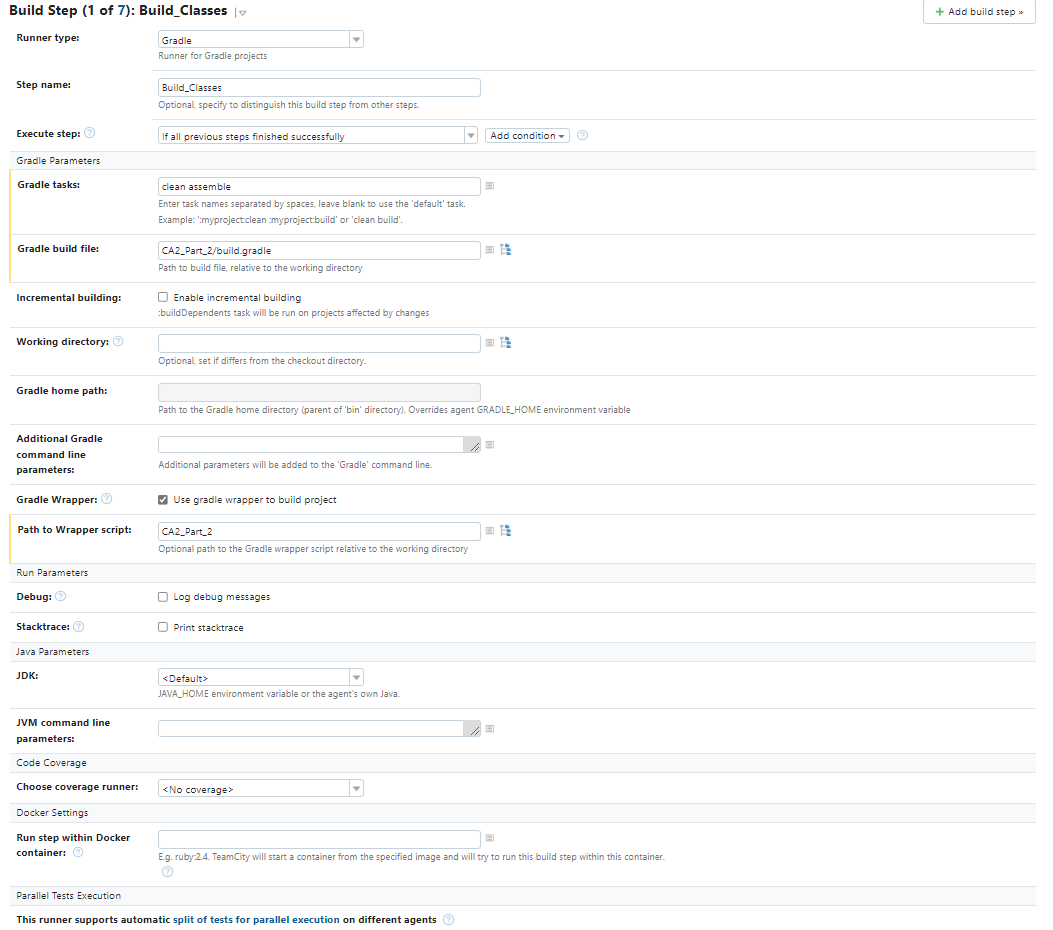 Build Step (1 of 7): Build_Classes
+ Add build step »
Runner type:
Gradle
Runner for Gradle projects
Step name:
Build_Classes
Optional, specify to distinguish this build step from other steps.
Execute step:
If all previous steps finished successfully
Add condition
Gradle Parameters
Gradle tasks:
clean assemble
Enter task names separated by spaces, leave blank to use the 'default' task.
Example: ':myproject:clean :myproject:build' or 'clean build'.
Gradle build file:
CA2_Part_2/build.gradle
Path to build file, relative to the working directory
Incremental building:
Enable incremental building
:buildDependents task will be run on projects affected by changes
Working directory:
Optional, set if differs from the checkout directory.
Gradle home path:
Path to the Gradle home directory (parent of 'bin' directory). Overrides agent GRADLE_HOME environment variable
Additional Gradle
command line
parameters:
Additional parameters will be added to the 'Gradle' command line.
Gradle Wrapper:
Use gradle wrapper to build project
Path to Wrapper script:
CA2_Part_2
Optional path to the Gradle wrapper script relative to the working directory
Run Parameters
Debug:
Log debug messages
Stacktrace:
Print stacktrace
Java Parameters
JDK:
<Default>
JAVA_HOME environment variable or the agent's own Java.
JVM command line
parameters:
Code Coverage
Choose coverage runner:
<No coverage>
Docker Settings
Run step within Docker
container:
E.g. ruby:2.4. TeamCity will start a container from the specified image and will try to run this build step within this container.
Parallel Tests Execution
This runner supports automatic split of tests for parallel execution on different agents